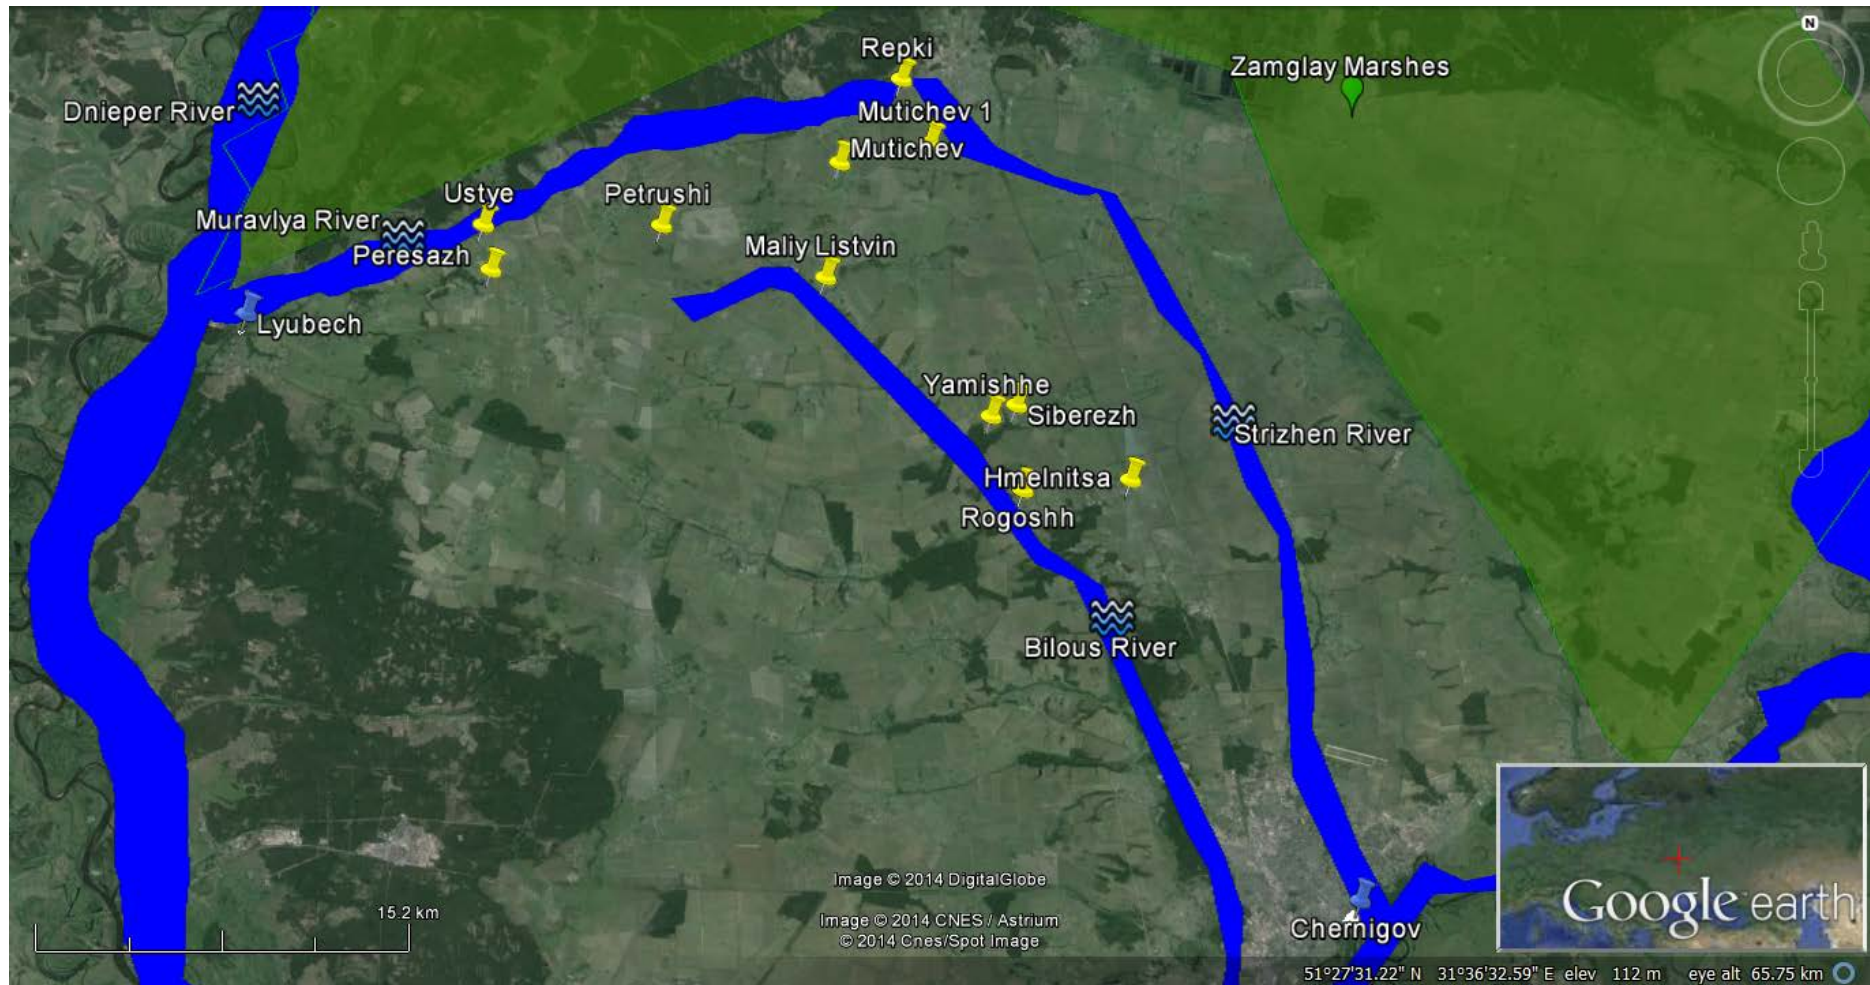 N
Repki
Zamglay Marshes
Dnieper River
Mutichev 1
Mutichev
Ustye
Petrushi
Muravlya River
Maliy Listvin
Peresazh
Lyubech
Yamishhe
Siberezh
Strizhen River
Hmelnitsa
Rogoshh
Bilous River
Image © 2014 DigitalGlobe
15.2 km
Image © 2014 CNES / Astrium
© 2014 Cnes/Spot Image
Chernigov
Google earth
51°27'31.22" N 31°36'32.59" E elev 112 m eye alt 65.75 km